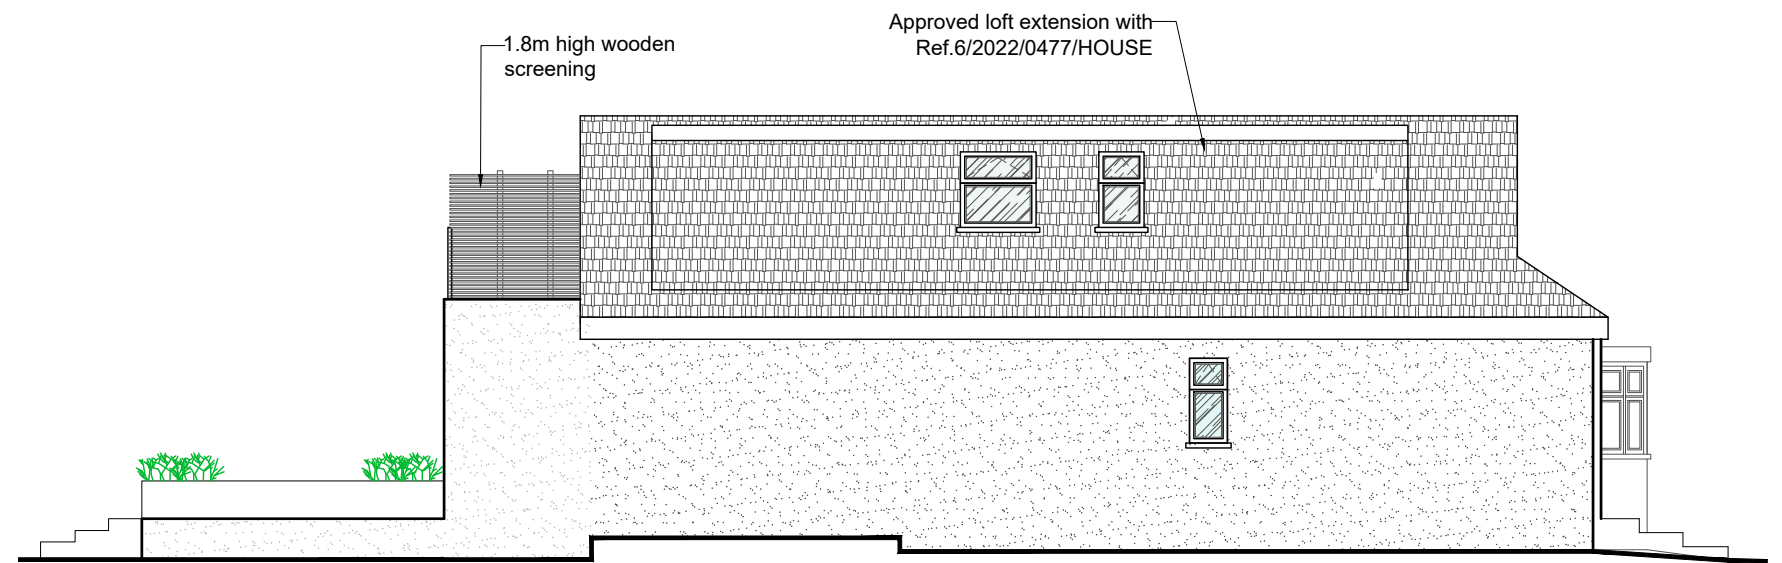 1.8m high wooden
screening
Approved loft extension with
Ref.6/2022/0477/HOUSE